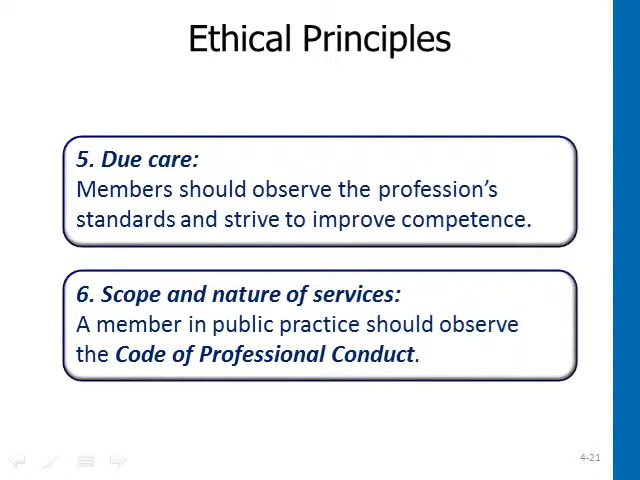 Ethical Principles
5. Due care:
Members should observe the profession’s
standards and strive to improve competence.
6. Scope and nature of services:
A member in public practice should observe
the Code of Professional Conduct.
4-21